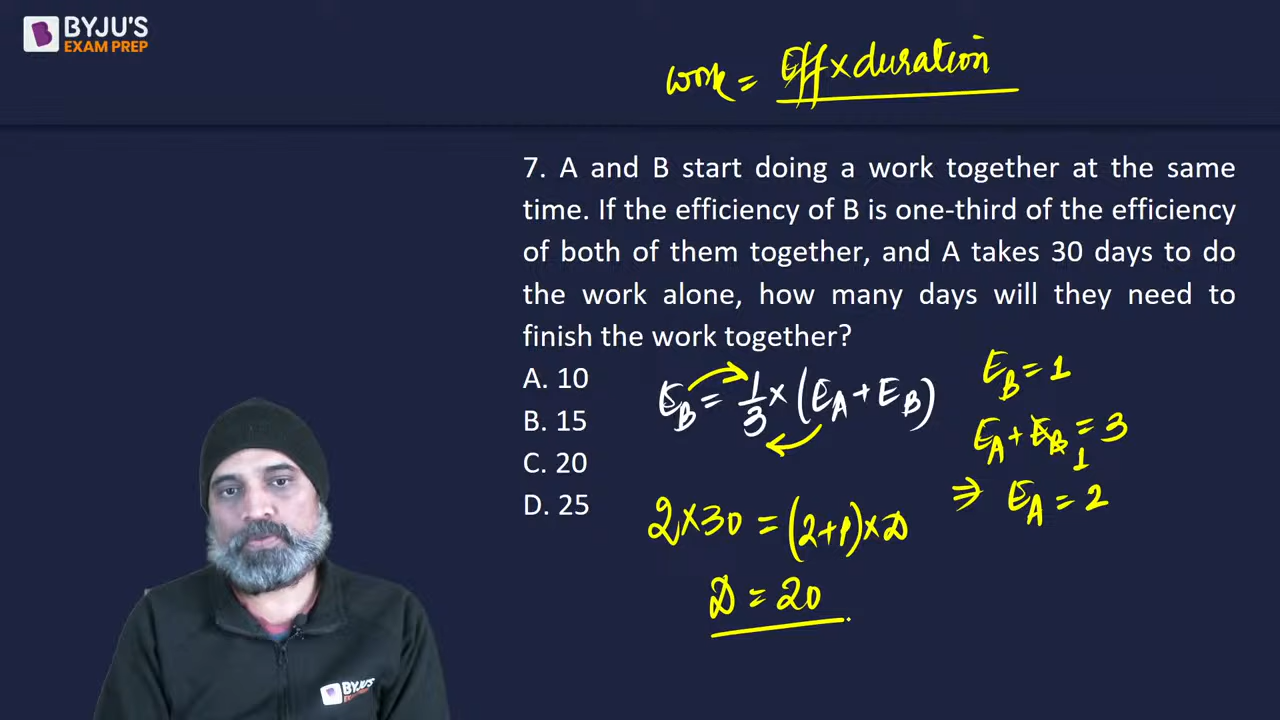 BYJU'S
EXAM PREP
work = Eff×duration
7. A and B start doing a work together at the same
time. If the efficiency of B is one-third of the efficiency
of both of them together, and A takes 30 days to do
the work alone, how many days will they need to
finish the work together?
A. 10
B. 15
C. 20
D. 25
E_B = 1/3 × (E_A + E_B)
2×30 = (2+1)×D
D = 20
E_B = 1
E_A + E_B = 3
1
⇒ E_A = 2
BYJU'S
EXAM PREP